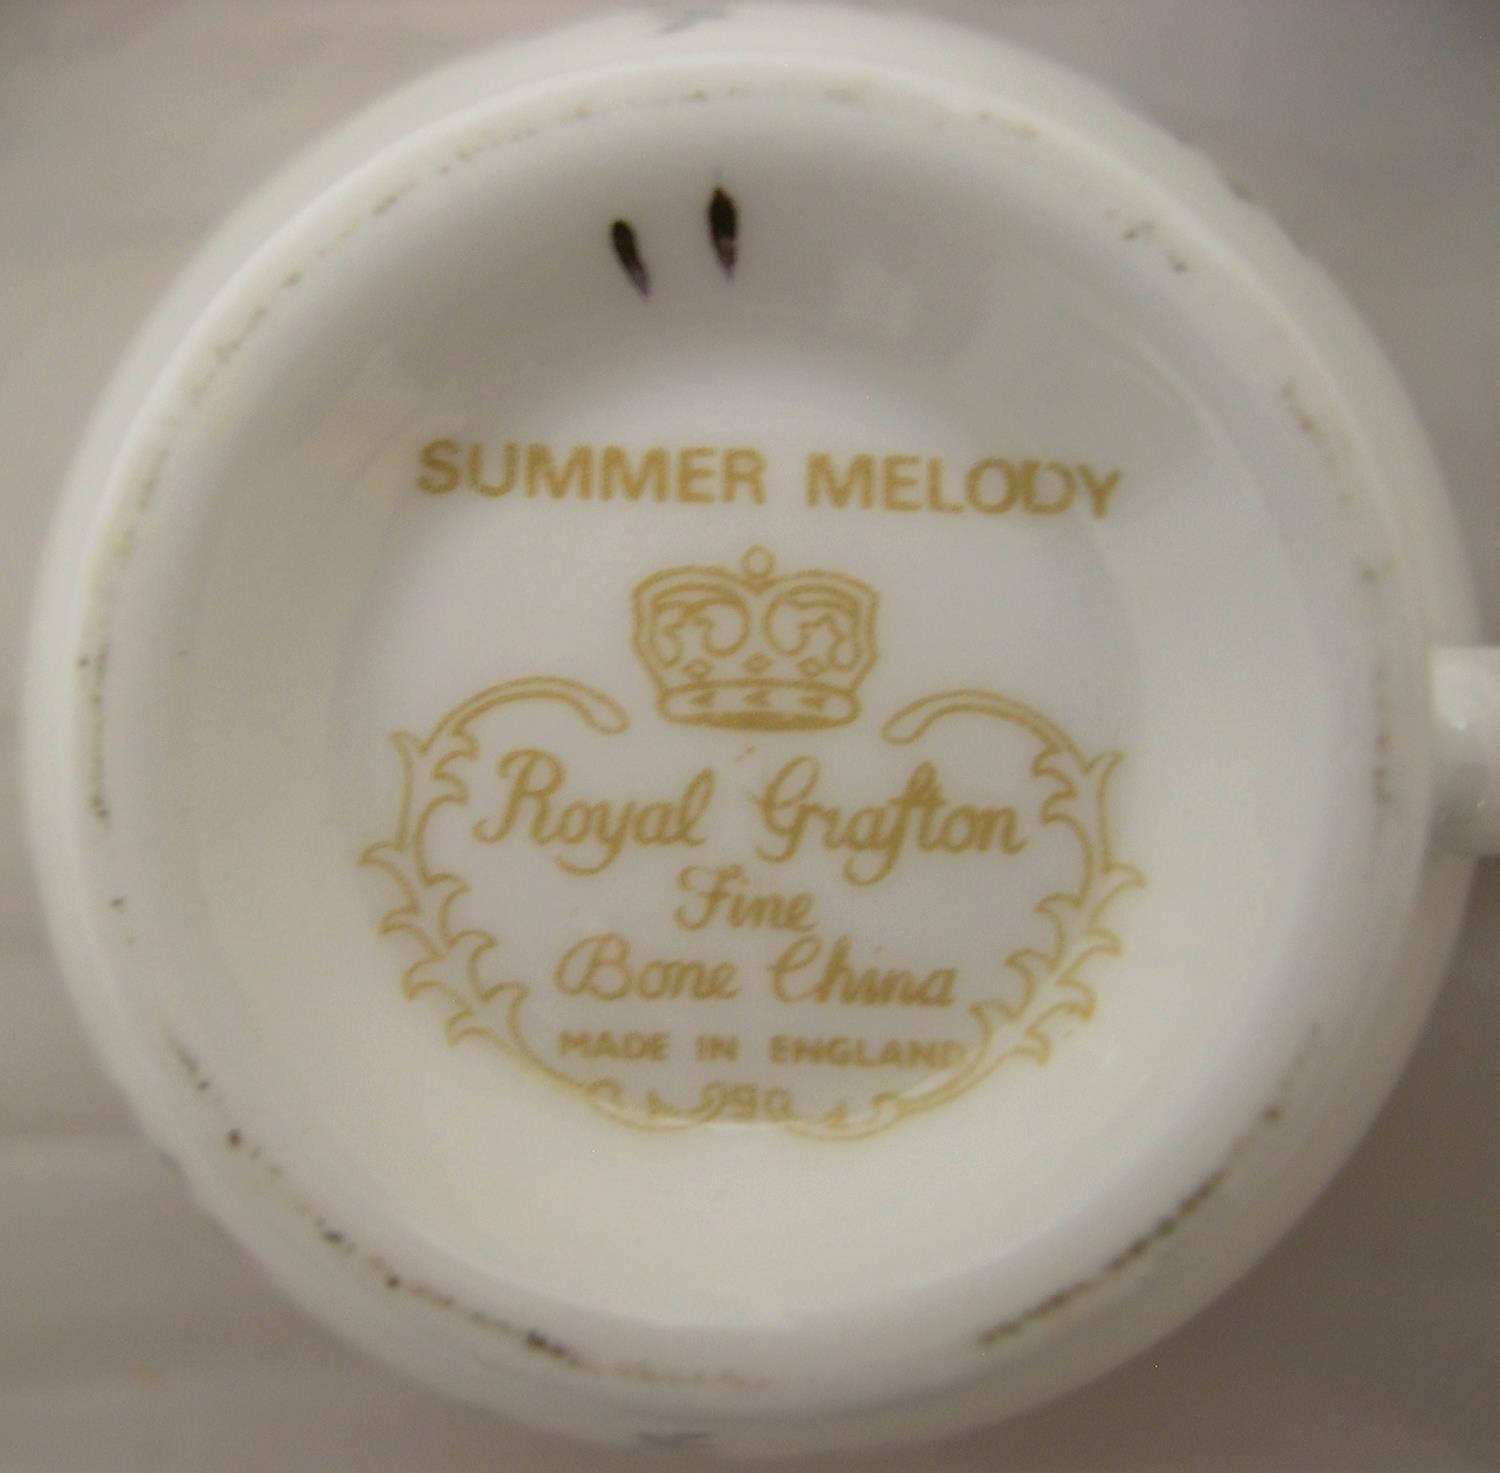 SUMMER MELODY
Royal Grafton
Fine
Bone China
MADE IN ENGLAND